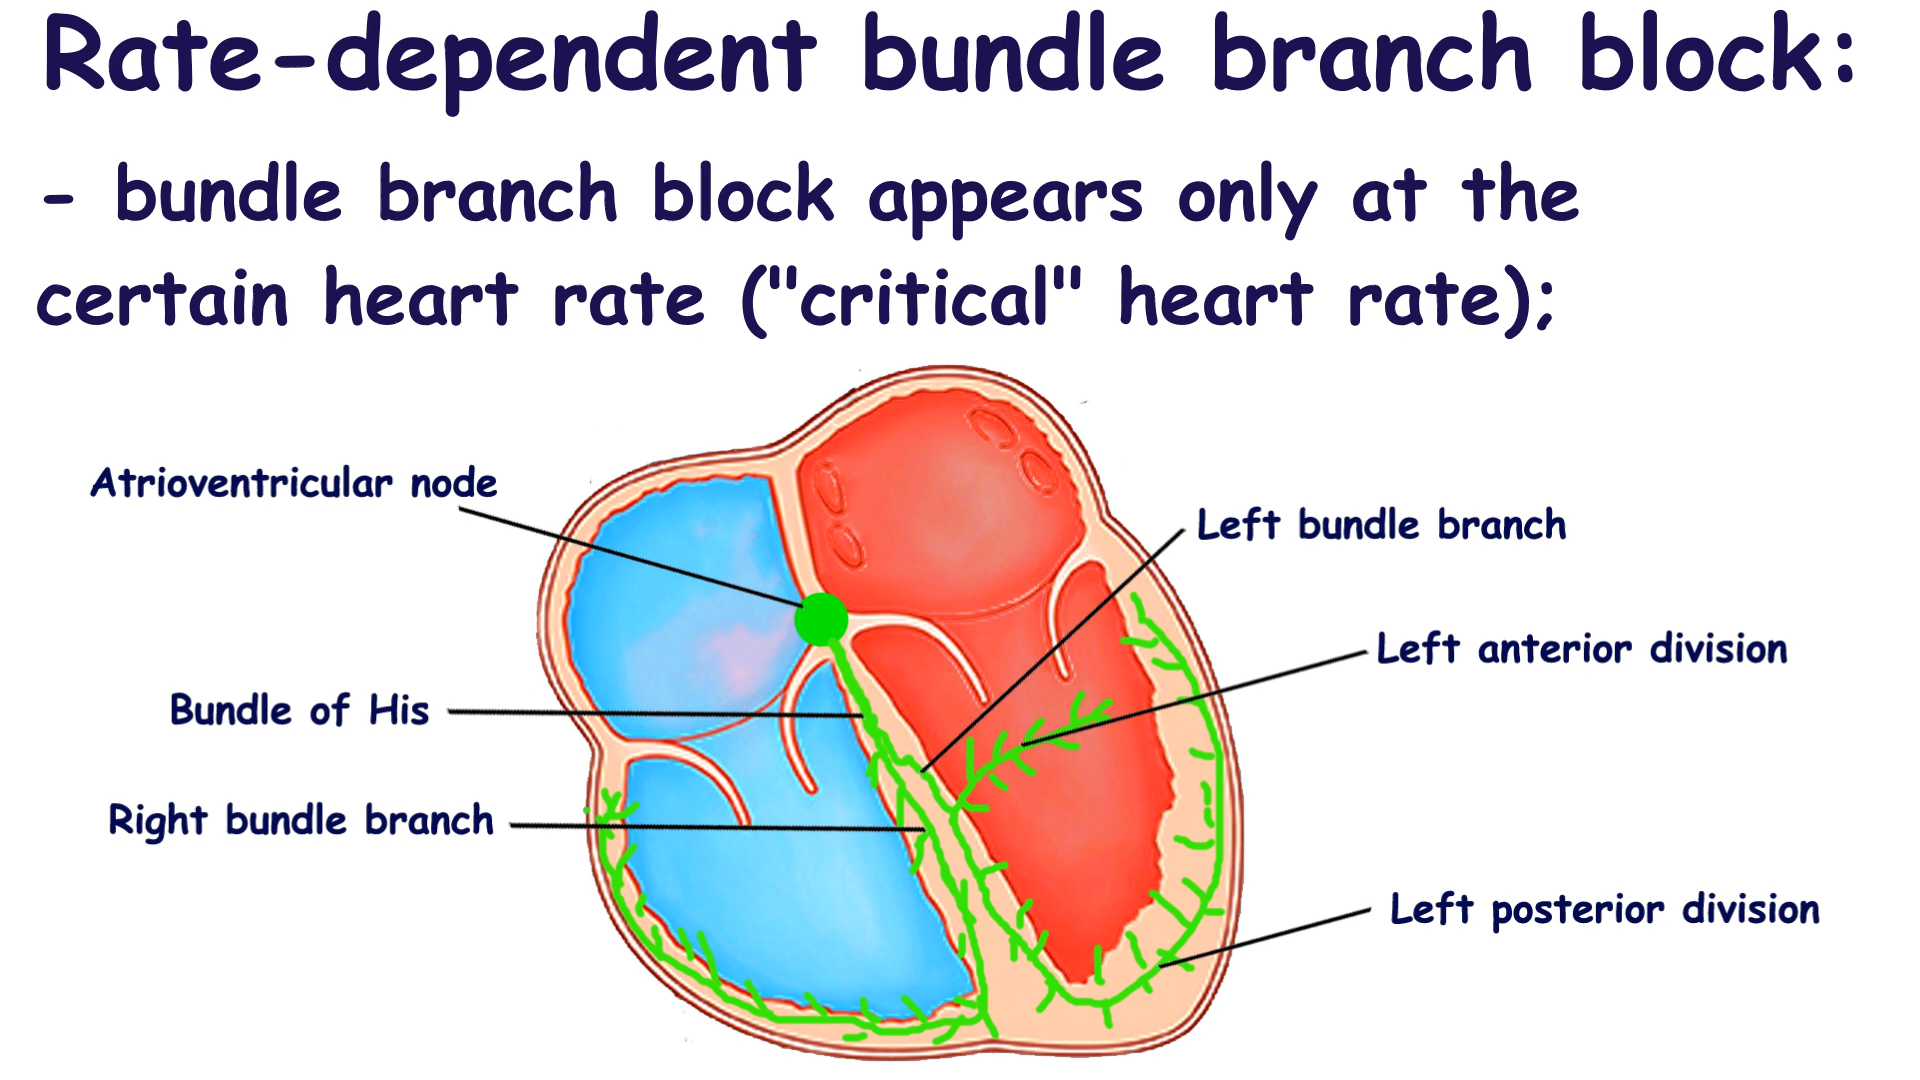 Rate-dependent bundle branch block:
- bundle branch block appears only at the
certain heart rate ("critical" heart rate);
Atrioventricular node
Left bundle branch
Left anterior division
Bundle of His
Right bundle branch
Left posterior division